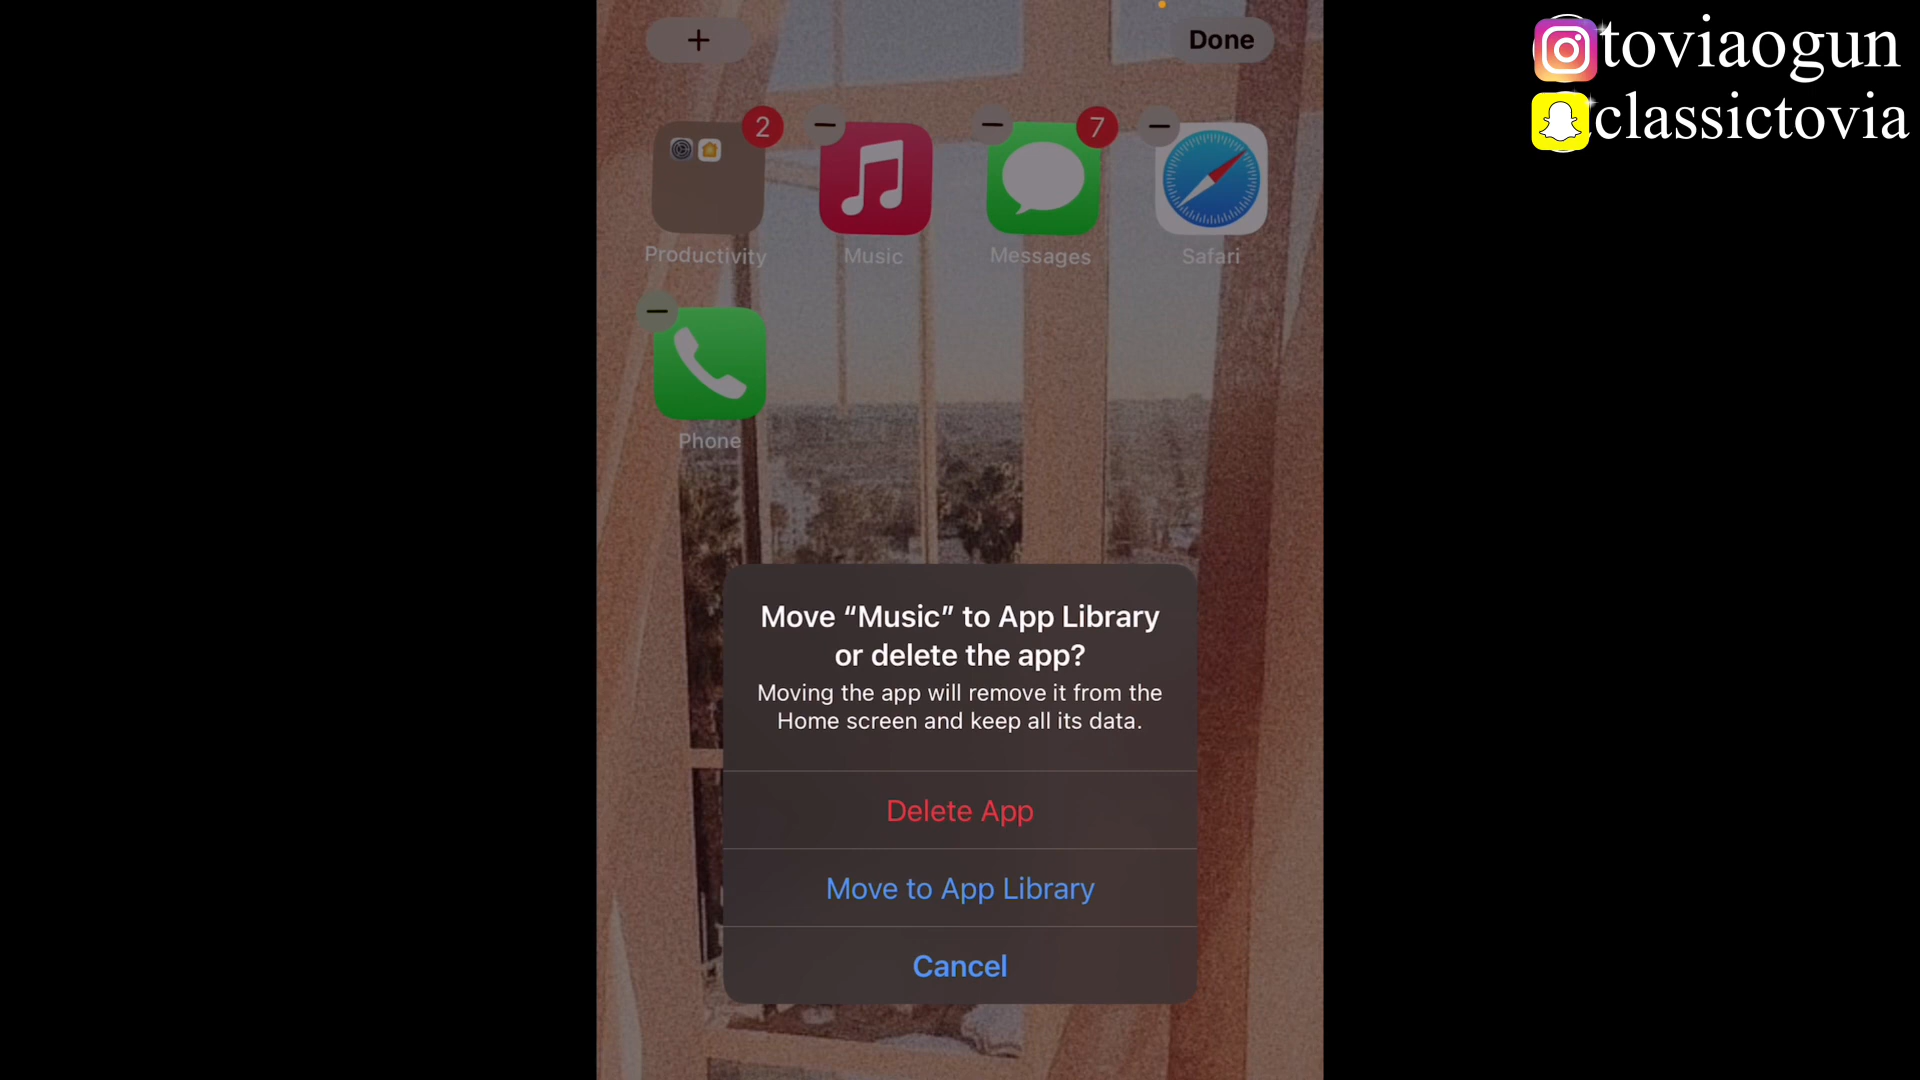 +
Done
toviaogun
classictovia
2
7
Productivity
Music
Messages
Safari
Phone
Move “Music” to App Library
or delete the app?
Moving the app will remove it from the
Home screen and keep all its data.
Delete App
Move to App Library
Cancel